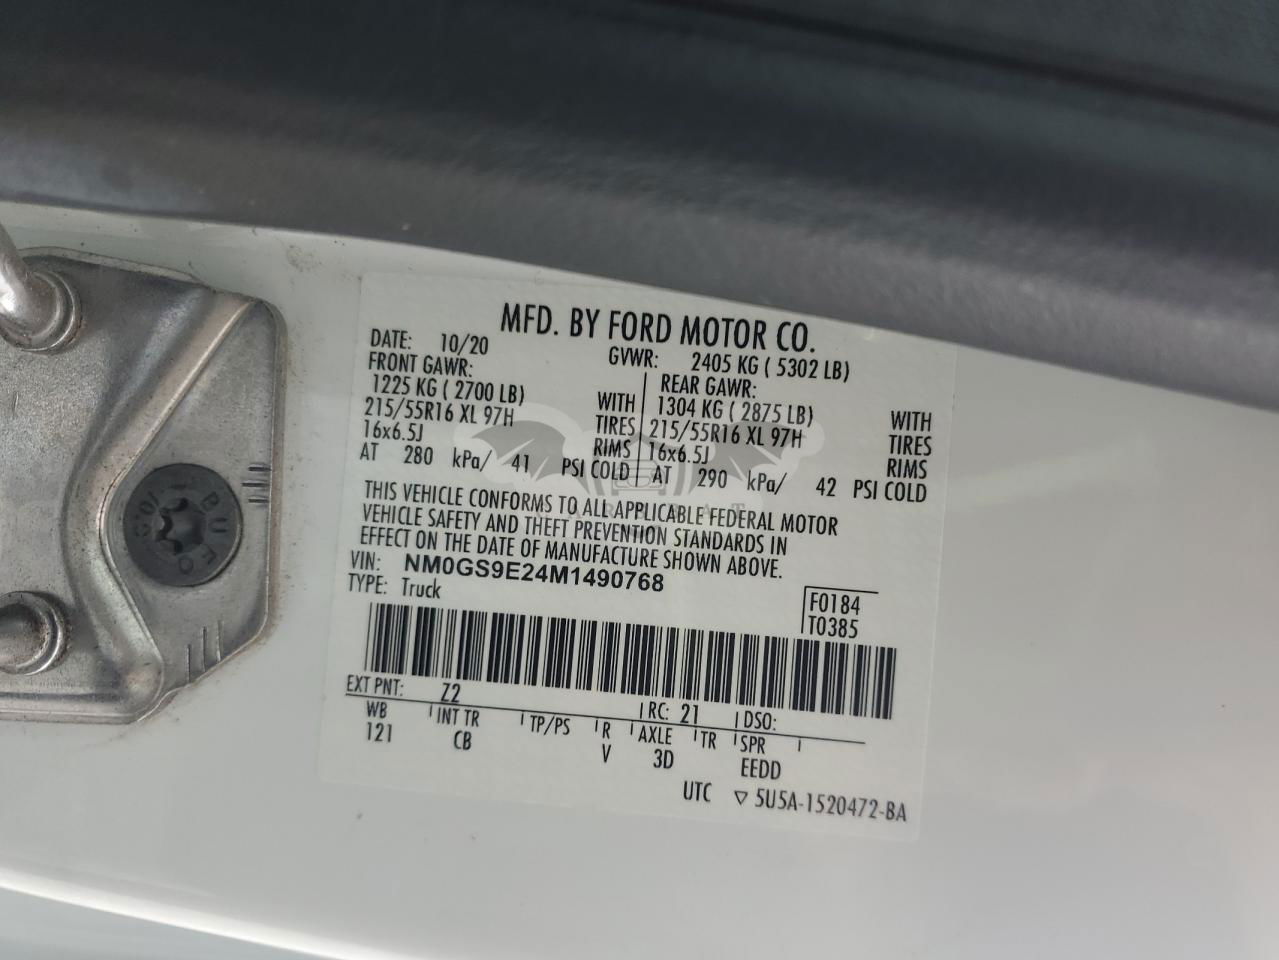 MFD. BY FORD MOTOR CO.
DATE: 10/20 GVWR: 2405 KG ( 5302 LB)
FRONT GAWR: REAR GAWR:
1225 KG ( 2700 LB) WITH 1304 KG ( 2875 LB) WITH
215/55R16 XL 97H TIRES 215/55R16 XL 97H TIRES
16x6.5J RIMS 16x6.5J RIMS
AT 280 kPa/ 41 PSI COLD AT 290 kPa/ 42 PSI COLD
THIS VEHICLE CONFORMS TO ALL APPLICABLE FEDERAL MOTOR
VEHICLE SAFETY AND THEFT PREVENTION STANDARDS IN
EFFECT ON THE DATE OF MANUFACTURE SHOWN ABOVE.
VIN: NM0GS9E24M1490768
TYPE: Truck
F0184
T0385
EXT PNT: Z2 RC: 21 DSO:
WB INT TR TP/PS R AXLE TR SPR
121 CB V 3D EEDD
UTC ▽ 5U5A-1520472-BA